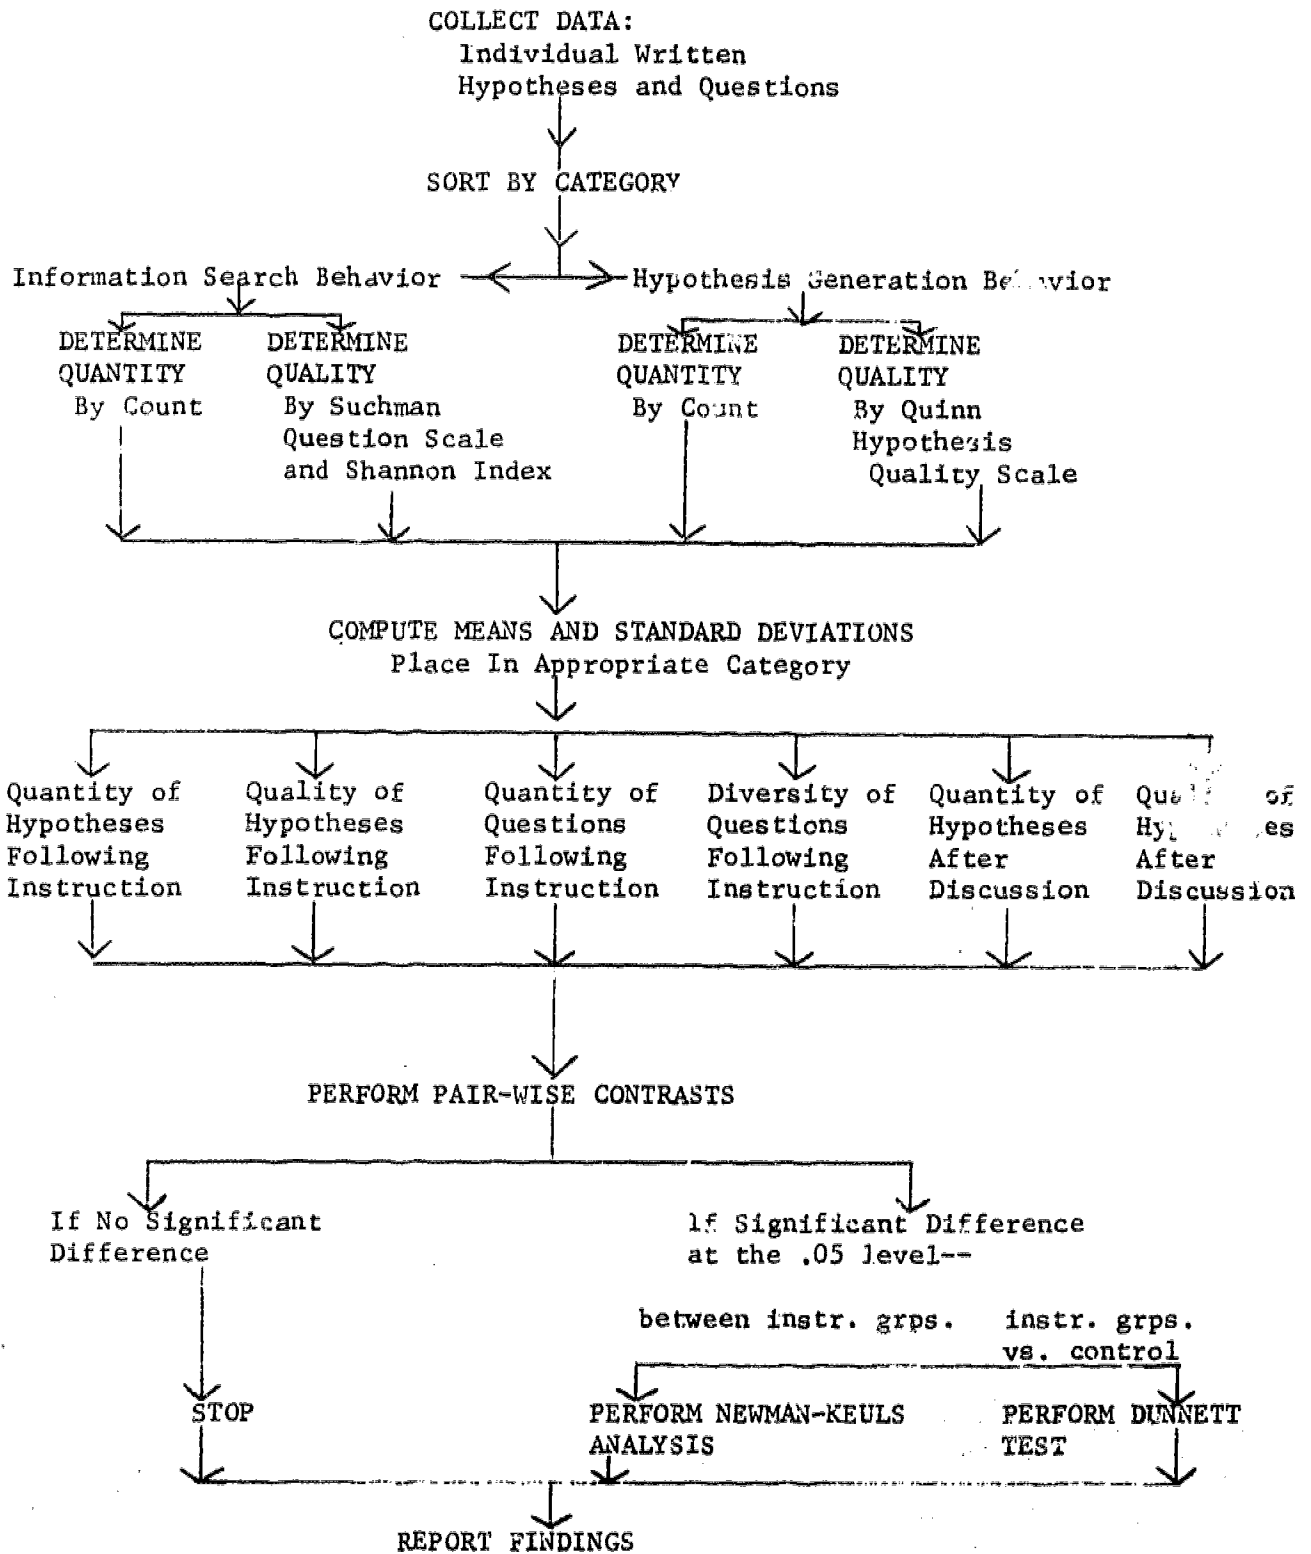 COLLECT DATA:
Individual Written
Hypotheses and Questions
SORT BY CATEGORY
Information Search Behavior
Hypothesis Generation
DETERMINE
QUANTITY
By Count
DETERMINE
QUALITY
By Suchman
Question Scale
and Shannon Index
DETERMINE
QUANTITY
By Count
DETERMINE
QUALITY
By Quinn
Hypothesis
Quality Scale
COMPUTE MEANS AND STANDARD DEVIATIONS
Place In Appropriate Category
Quantity of
Hypotheses
Following
Instruction
Quality of
Hypotheses
Following
Instruction
Quantity of
Questions
Following
Instruction
Diversity of
Questions
Following
Instruction
Quantity of
Hypotheses
After
Discussion
of
After
Discussion
PERFORM PAIR-WISE CONTRASTS
If No Significant
Difference
If Significant Difference
at the .05 level--
between instr. grps.
instr. grps.
vs. control
STOP
PERFORM NEWMAN-KEULS
ANALYSIS
PERFORM DUNNETT
TEST
REPORT FINDINGS